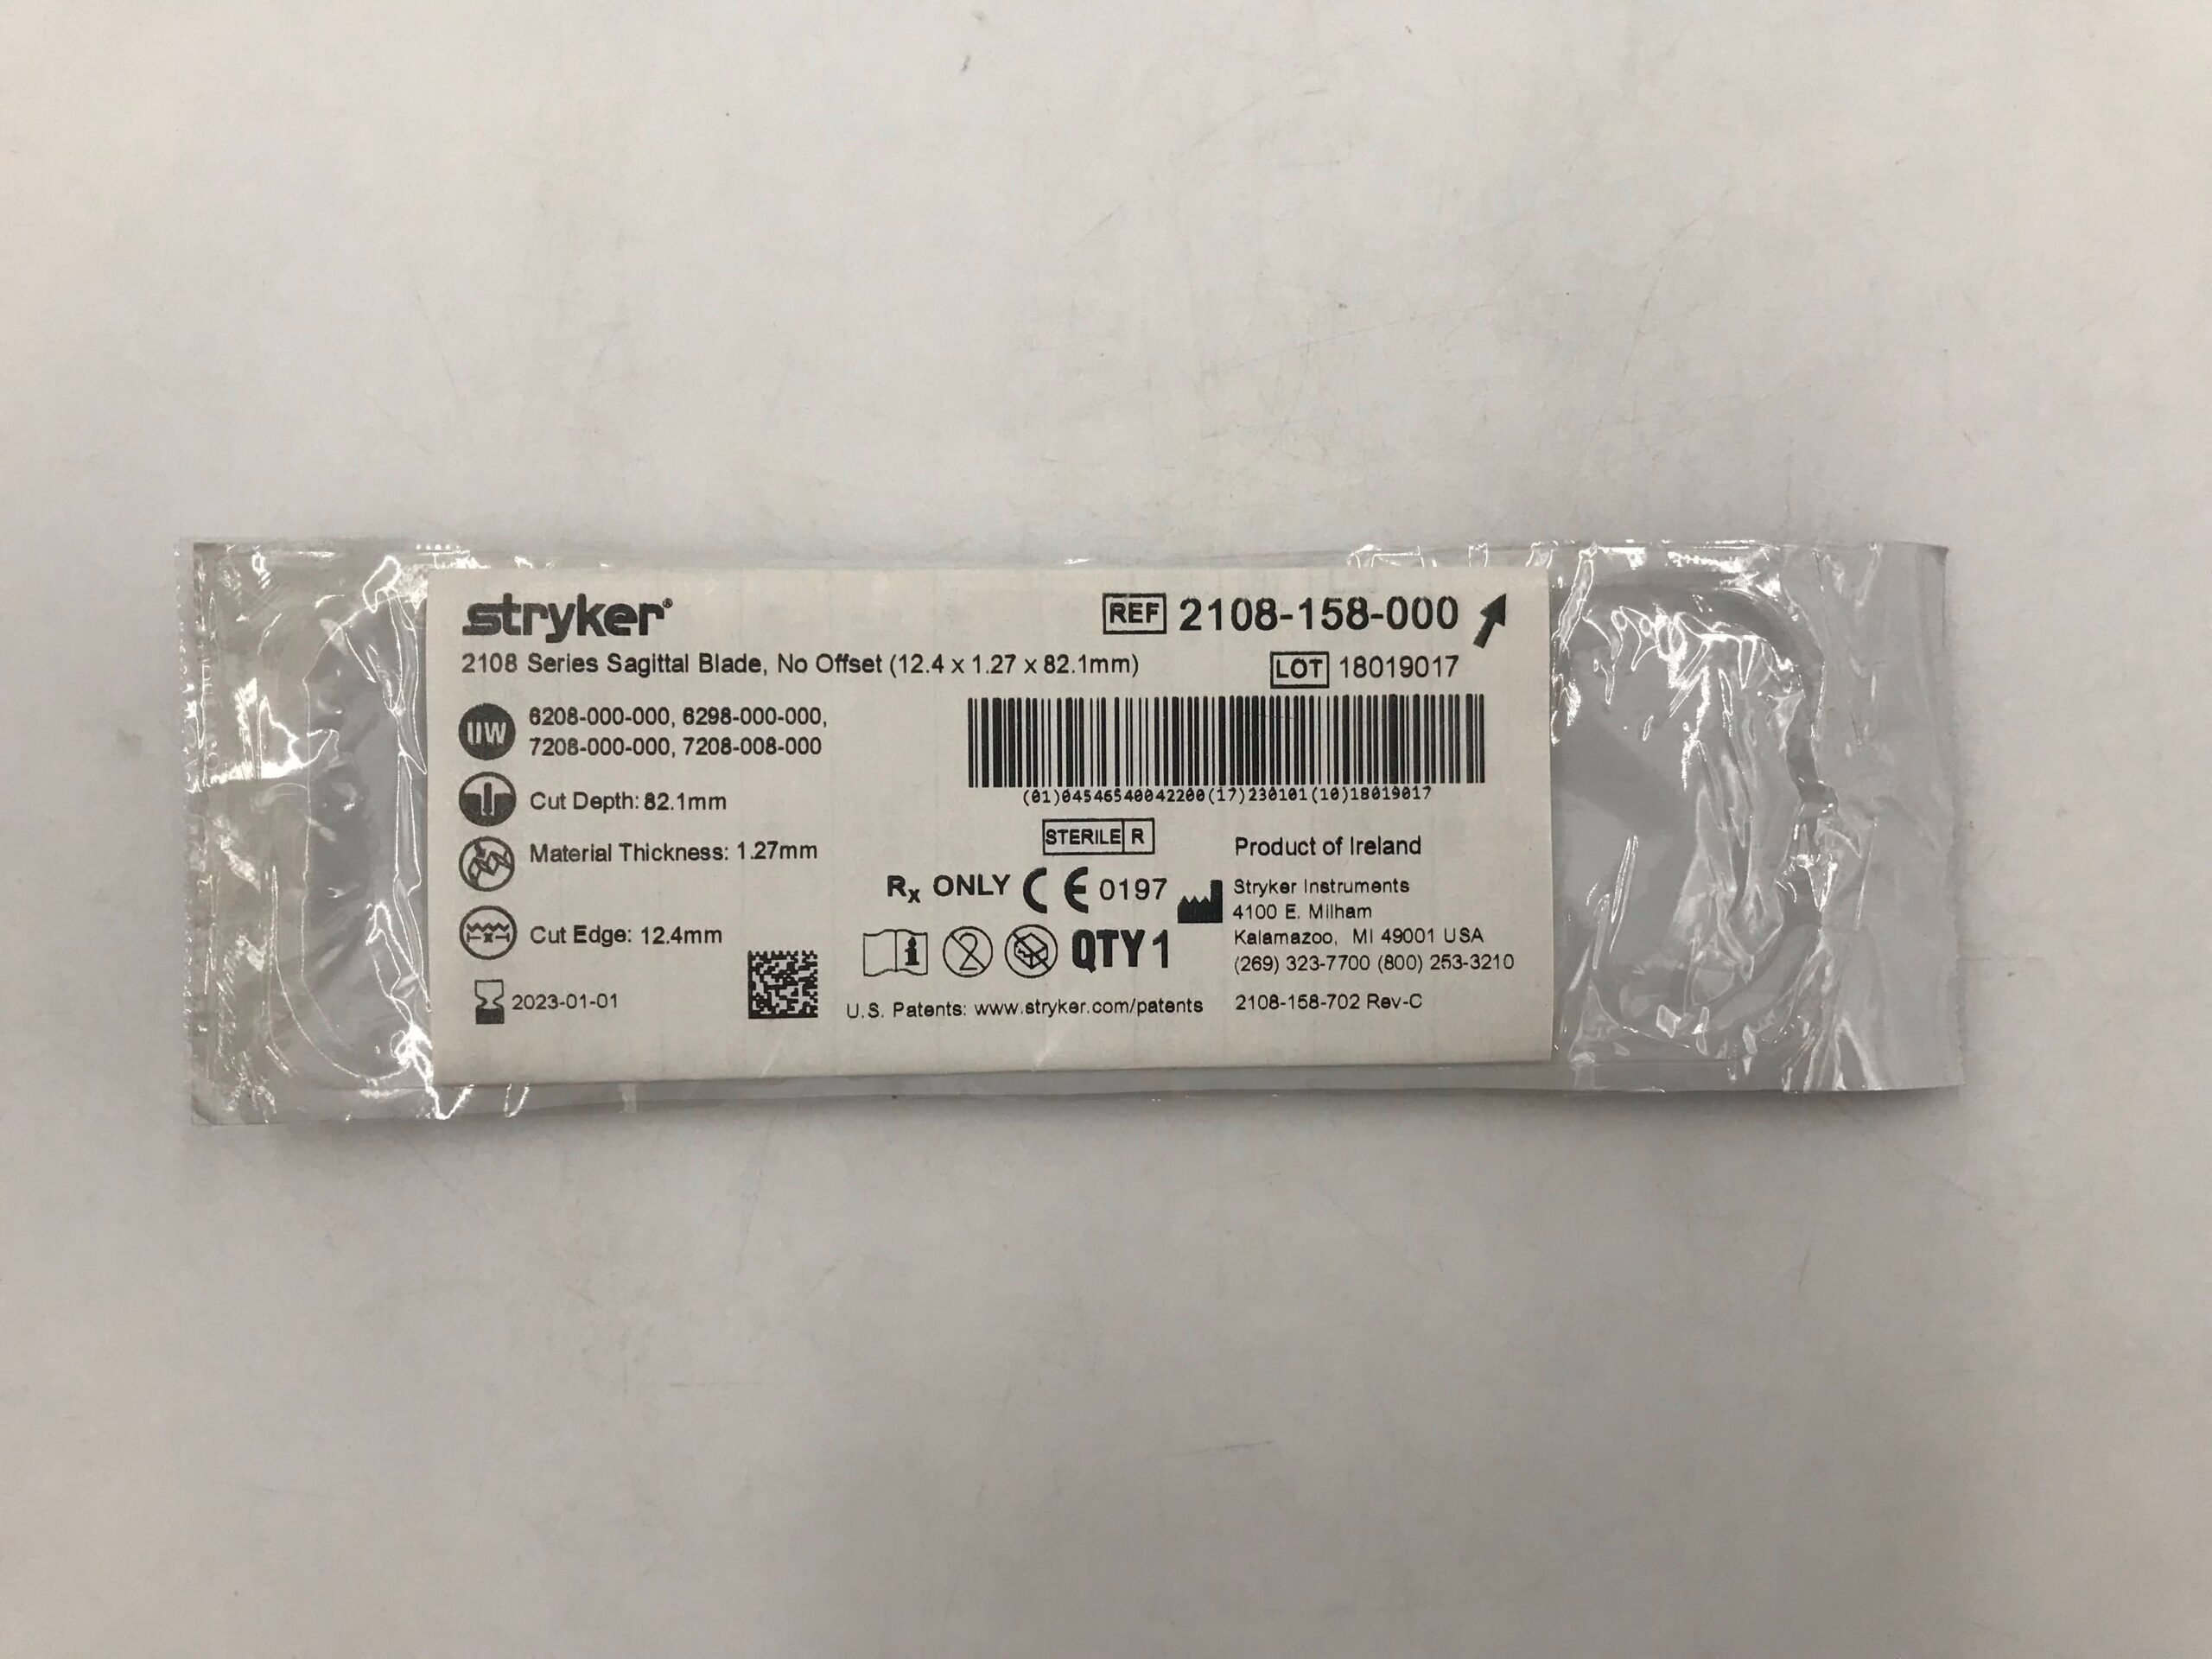 stryker®
REF 2108-158-000
2108 Series Sagittal Blade, No Offset (12.4 x 1.27 x 82.1mm)
LOT 18019017
UW 6208-000-000, 6298-000-000,
7208-000-000, 7208-008-000
(01)04546540042200(17)230101(10)18019017
Cut Depth: 82.1mm
STERILE R
Product of Ireland
Material Thickness: 1.27mm
Rx ONLY CE 0197
Stryker Instruments
4100 E. Milham
Kalamazoo, MI 49001 USA
(269) 323-7700 (800) 253-3210
Cut Edge: 12.4mm
i 2 QTY 1
2023-01-01
U.S. Patents: www.stryker.com/patents
2108-158-702 Rev-C